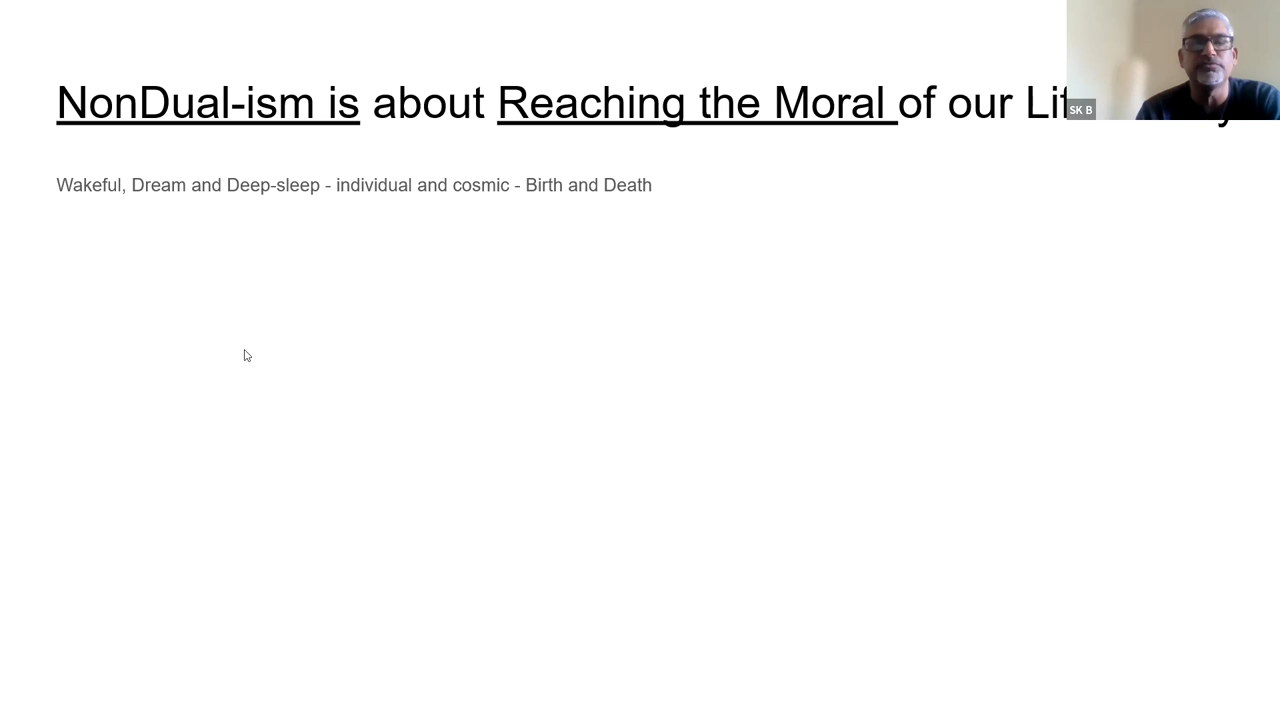 NonDual-ism is about Reaching the Moral of our
Wakeful, Dream and Deep-sleep - individual and cosmic - Birth and Death
SK B